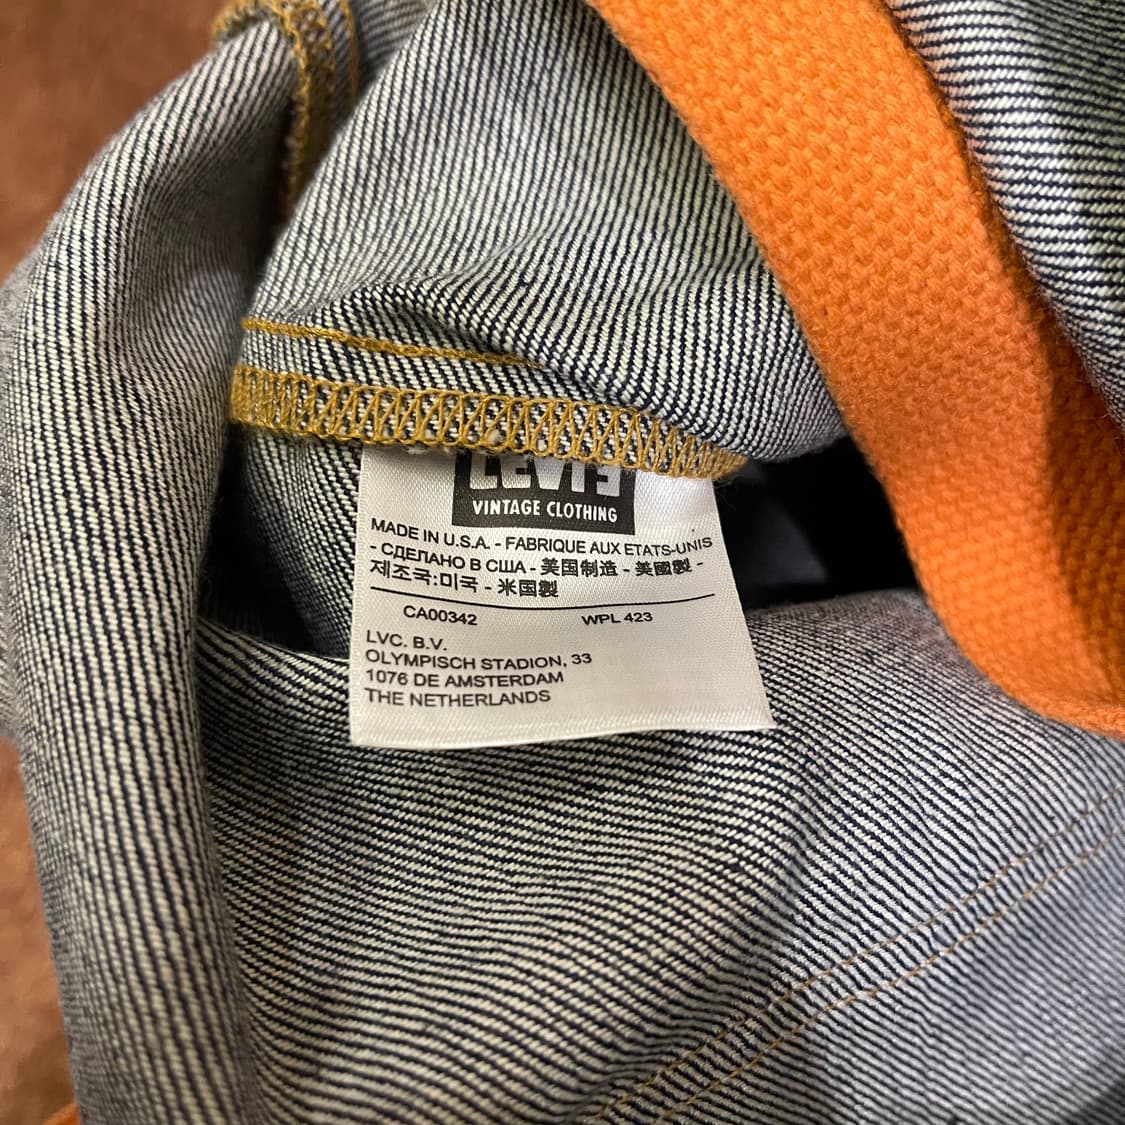 LEVI'S
VINTAGE CLOTHING
MADE IN U.S.A. - FABRIQUE AUX ETATS-UNIS
- СДЕЛАНО В США - 美国制造 - 美國製 -
제조국:미국 - 米国製
CA00342 WPL 423
LVC. B.V.
OLYMPISCH STADION, 33
1076 DE AMSTERDAM
THE NETHERLANDS